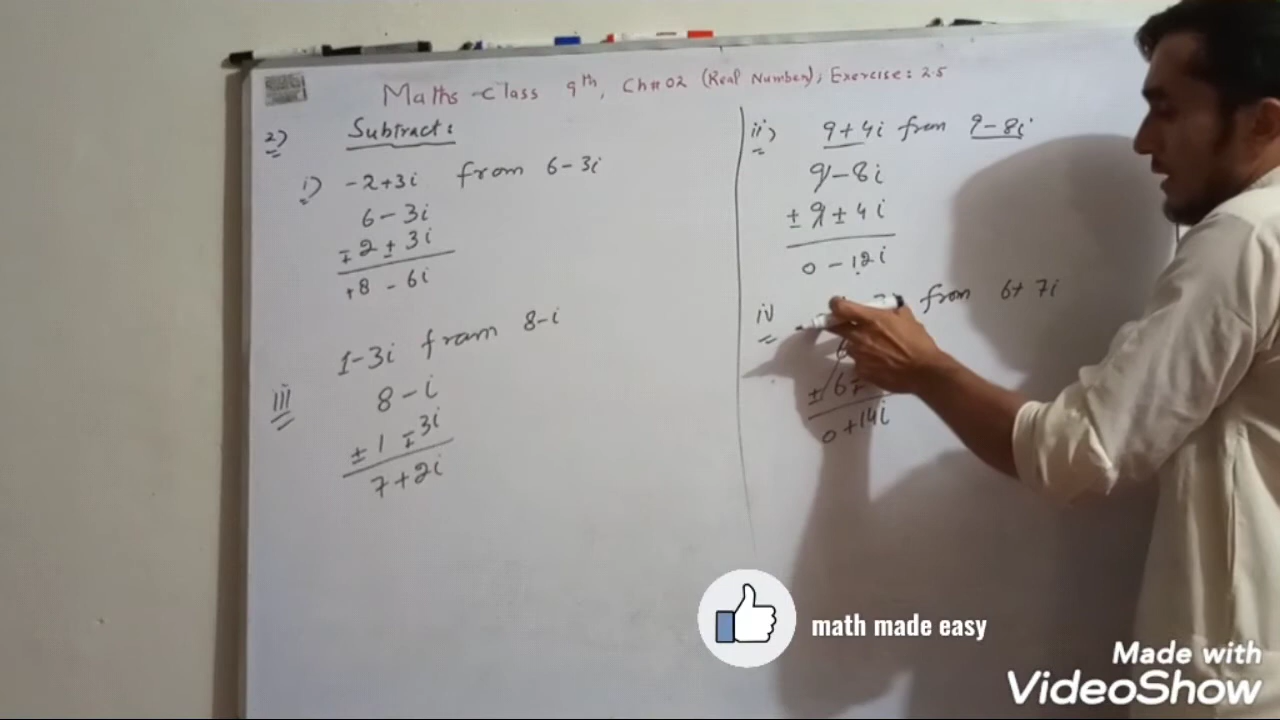 Maths Class 9th, Ch#02 (Real Number), Exercise: 2.5
2) Subtract:
i) -2+3i from 6-3i
6-3i
∓2±3i
+8-6i
iii 1-3i from 8-i
8-i
±1∓3i
7+2i
ii) 9+4i from 9-8i
9-8i
±9±4i
0-12i
iv from 6+7i
6
±6∓
0+14i
math made easy
Made with
VideoShow